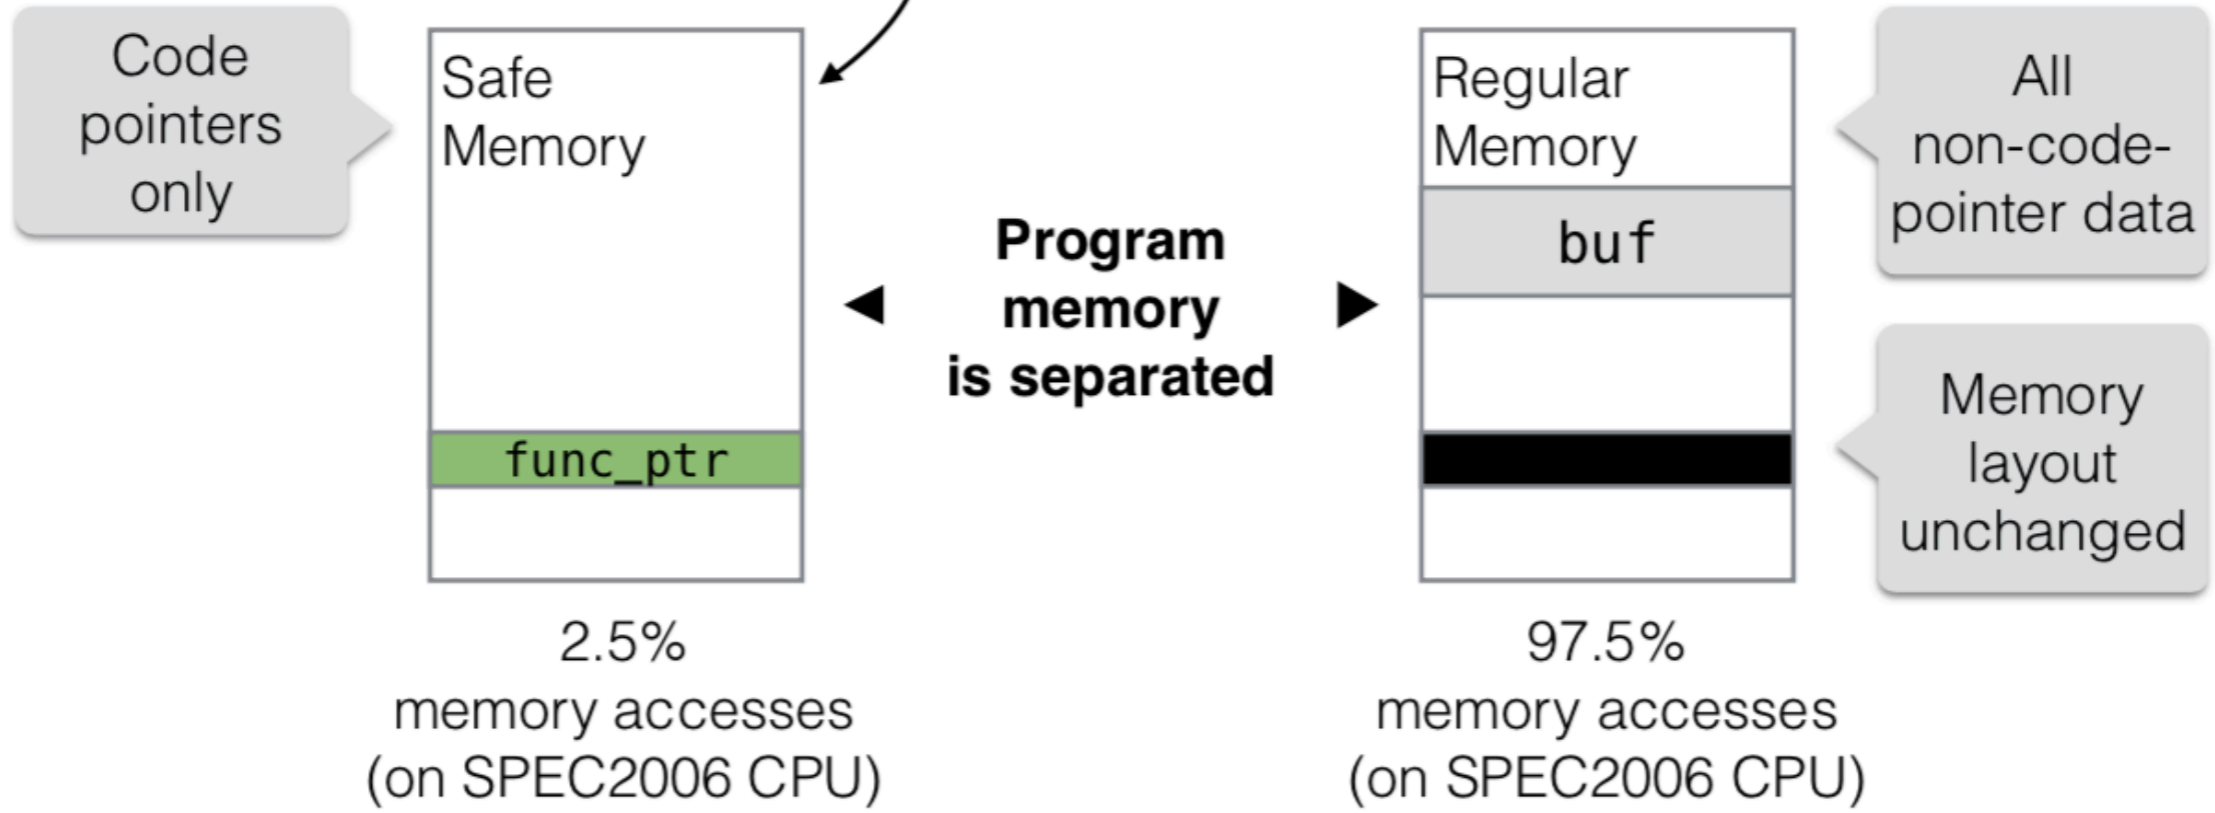 Code
pointers
only
Safe
Memory
func_ptr
2.5%
memory accesses
(on SPEC2006 CPU)
Program
memory
is separated
Regular
Memory
buf
97.5%
memory accesses
(on SPEC2006 CPU)
All
non-code-
pointer data
Memory
layout
unchanged